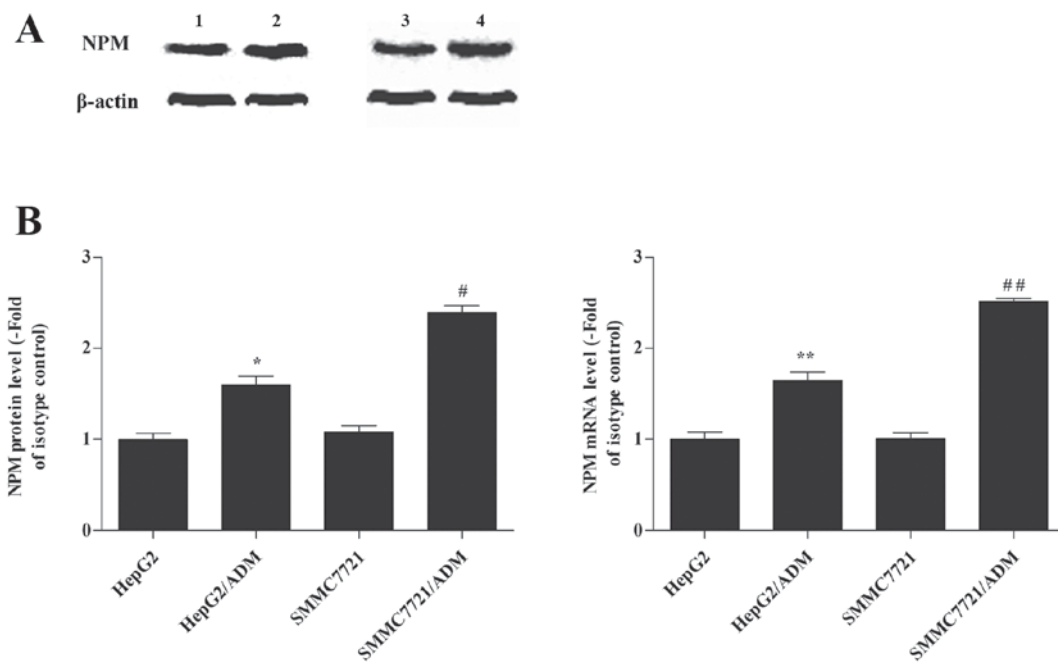 A
1 2 3 4
NPM
β-actin
B
NPM protein level (-Fold
of isotype control)
3
2
1
0
*
#
HepG2
HepG2/ADM
SMMC7721
SMMC7721/ADM
NPM mRNA level (-Fold
of isotype control)
3
2
1
0
**
##
HepG2
HepG2/ADM
SMMC7721
SMMC7721/ADM